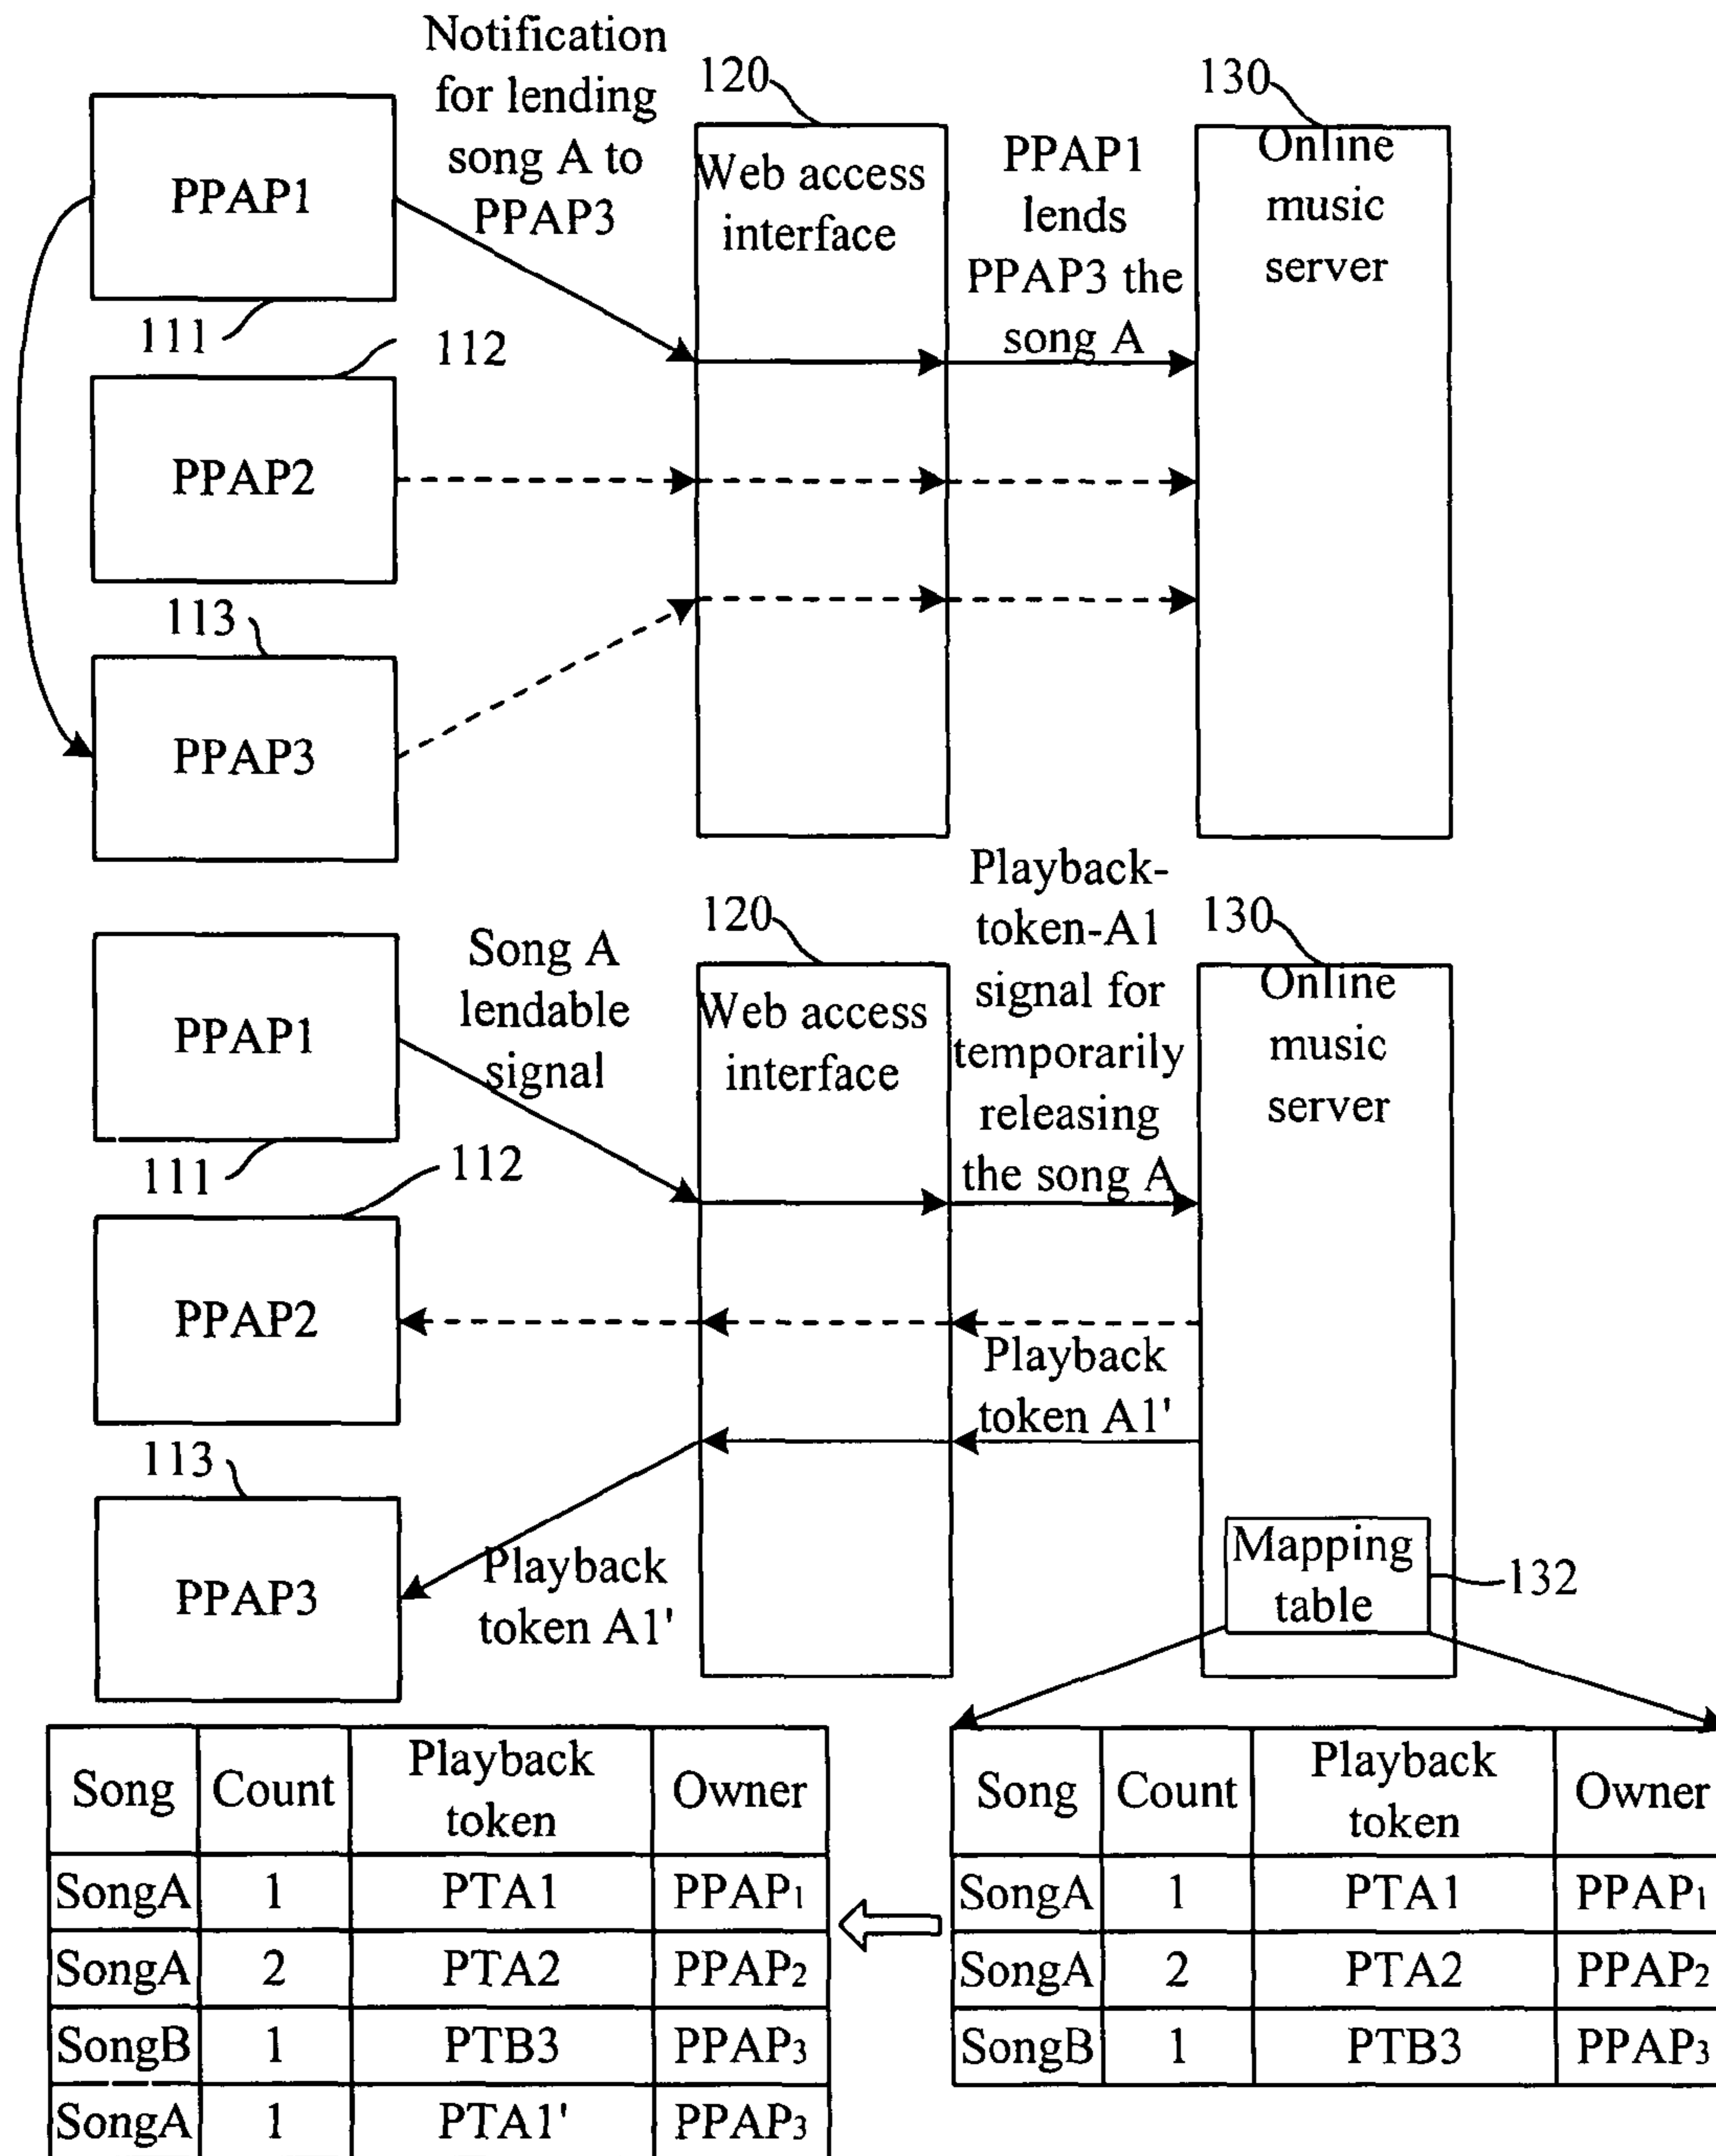 Notification
for lending
song A to
PPAP3
120
130
PPAP1
Web access
interface
PPAP1
lends
PPAP3 the
song A
Online
music
server
111
112
PPAP2
113
PPAP3
Playback-
token-A1
signal for
temporarily
releasing
the song A
120
130
Song A
lendable
signal
PPAP1
Web access
interface
Online
music
server
111
112
PPAP2
Playback
token A1'
113
PPAP3
Playback
token A1'
Mapping
table
132
Song Count Playback token Owner
SongA 1 PTA1 PPAP1
SongA 2 PTA2 PPAP2
SongB 1 PTB3 PPAP3
SongA 1 PTA1' PPAP3
Song Count Playback token Owner
SongA 1 PTA1 PPAP1
SongA 2 PTA2 PPAP2
SongB 1 PTB3 PPAP3